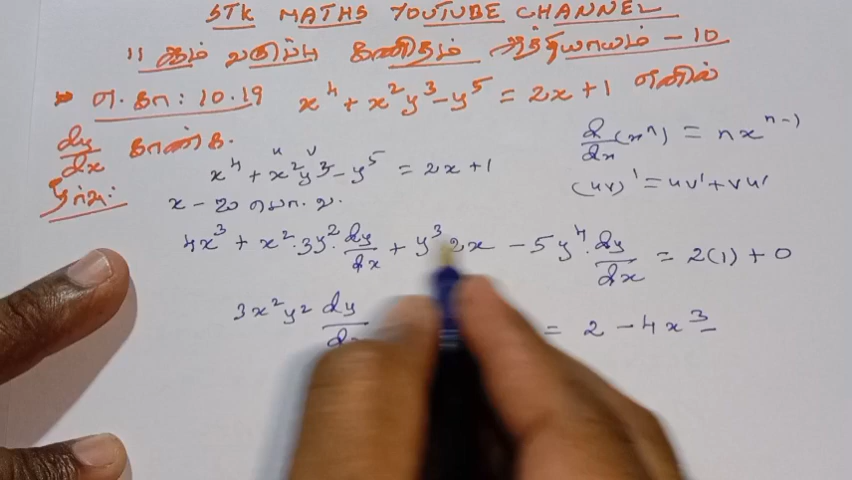 STK MATHS YOUTUBE CHANNEL
11 ஆம் வகுப்பு கணிதம் அத்தியாயம் - 10
எ.கா : 10.19 x⁴ + x²y³ - y⁵ = 2x + 1 எனில்
dy/dx காண்க.
தீர்வு:
u v
x⁴ + x²y³ - y⁵ = 2x + 1
d/dx (xⁿ) = nxⁿ⁻¹
(uv)' = uv' + vu'
4x³ + x²·3y²·dy/dx + y³ 2x - 5y⁴·dy/dx = 2(1) + 0
3x²y² dy/dx = 2 - 4x³ -